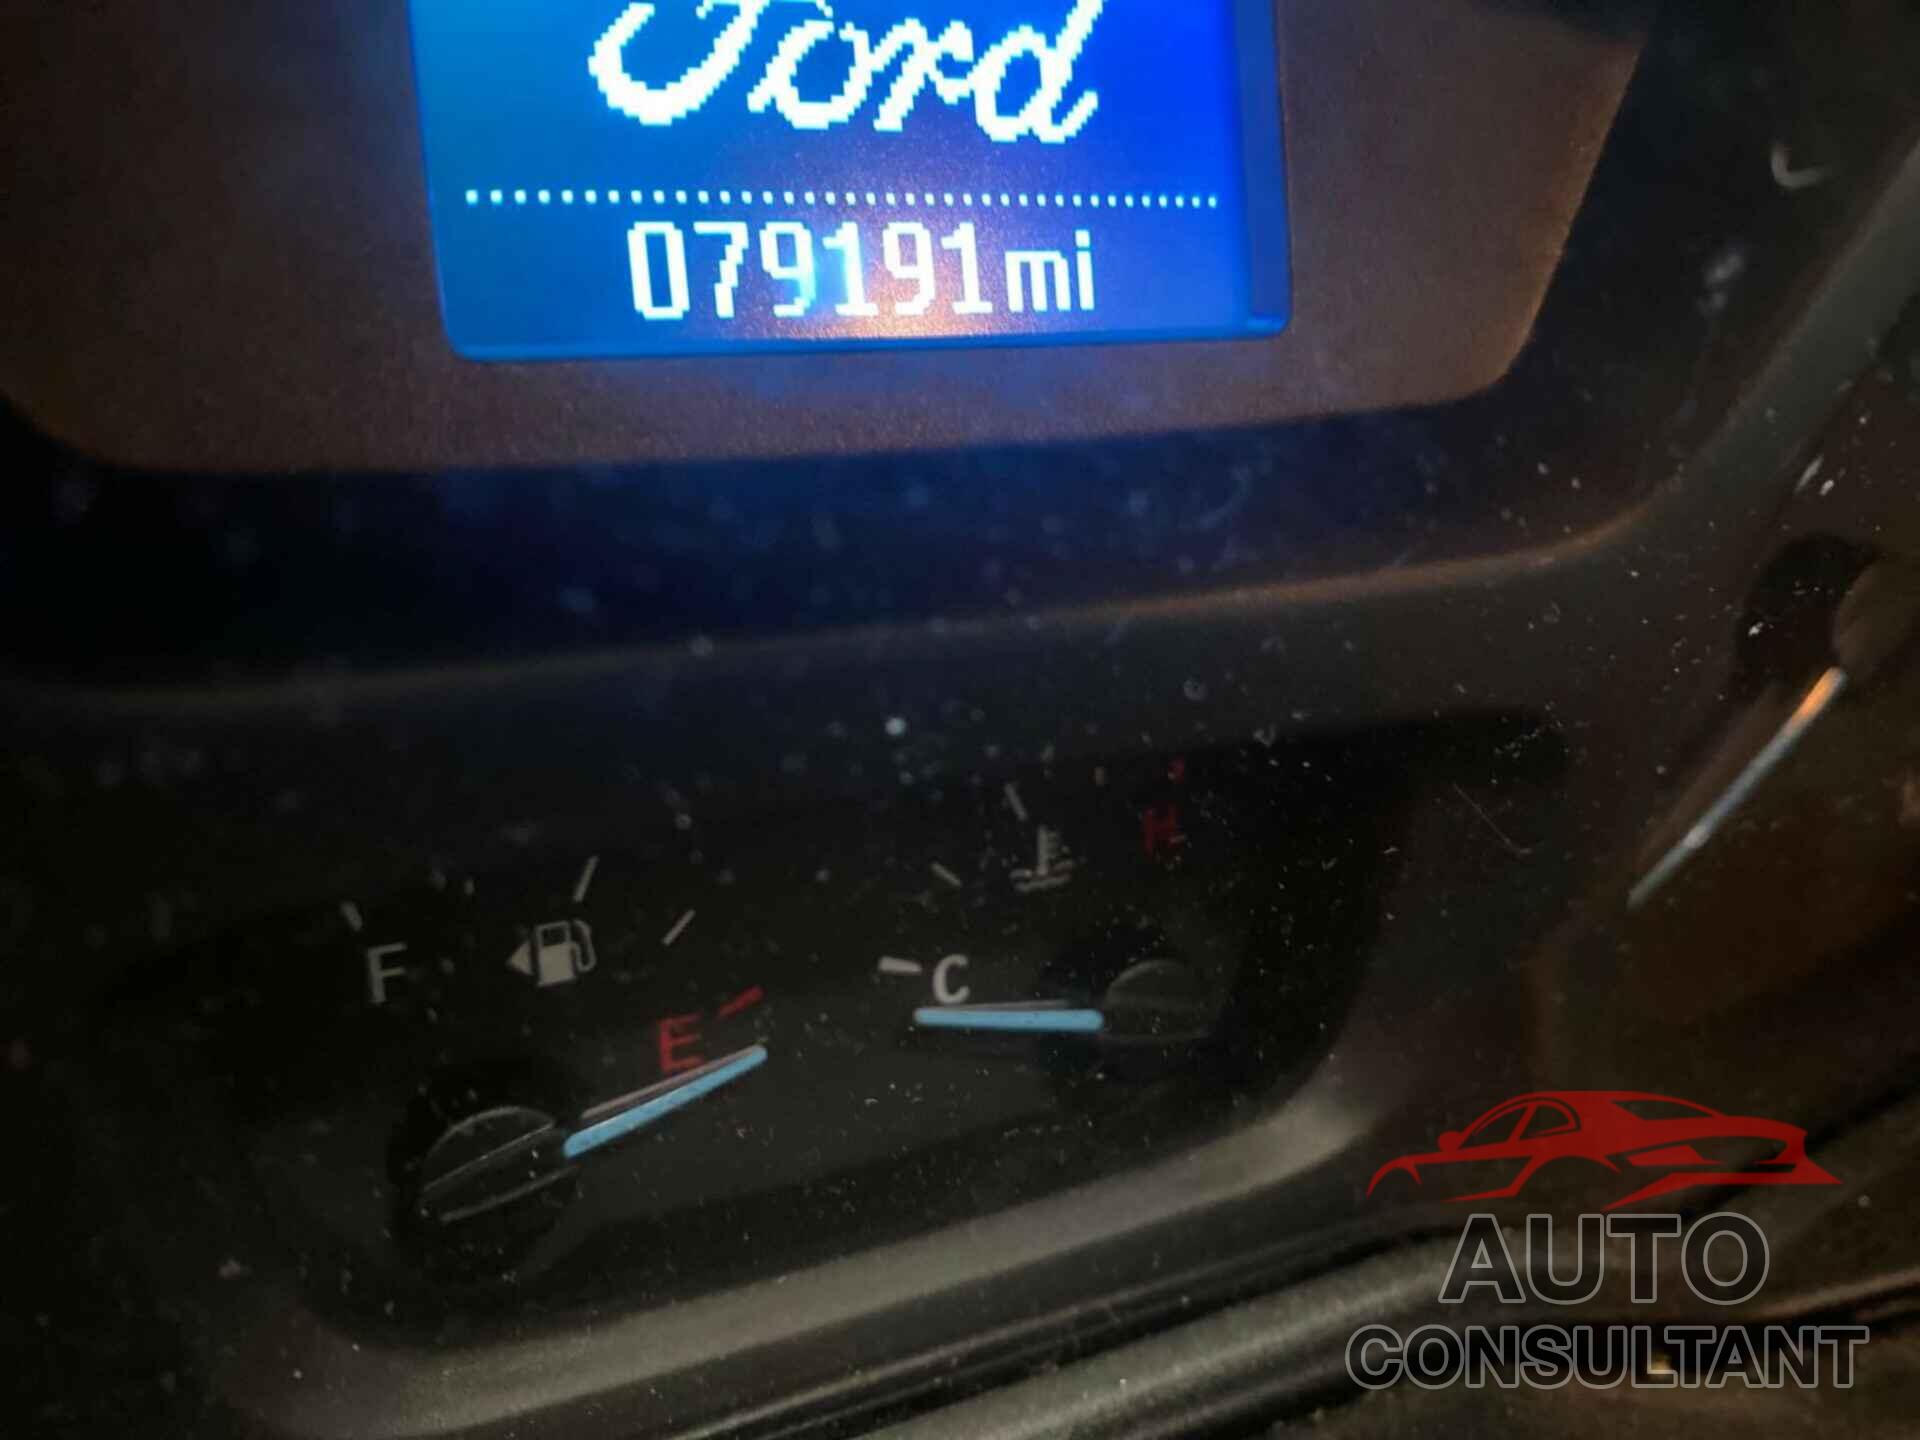 Ford
079191mi
H
F
C
E
AUTO
CONSULTANT